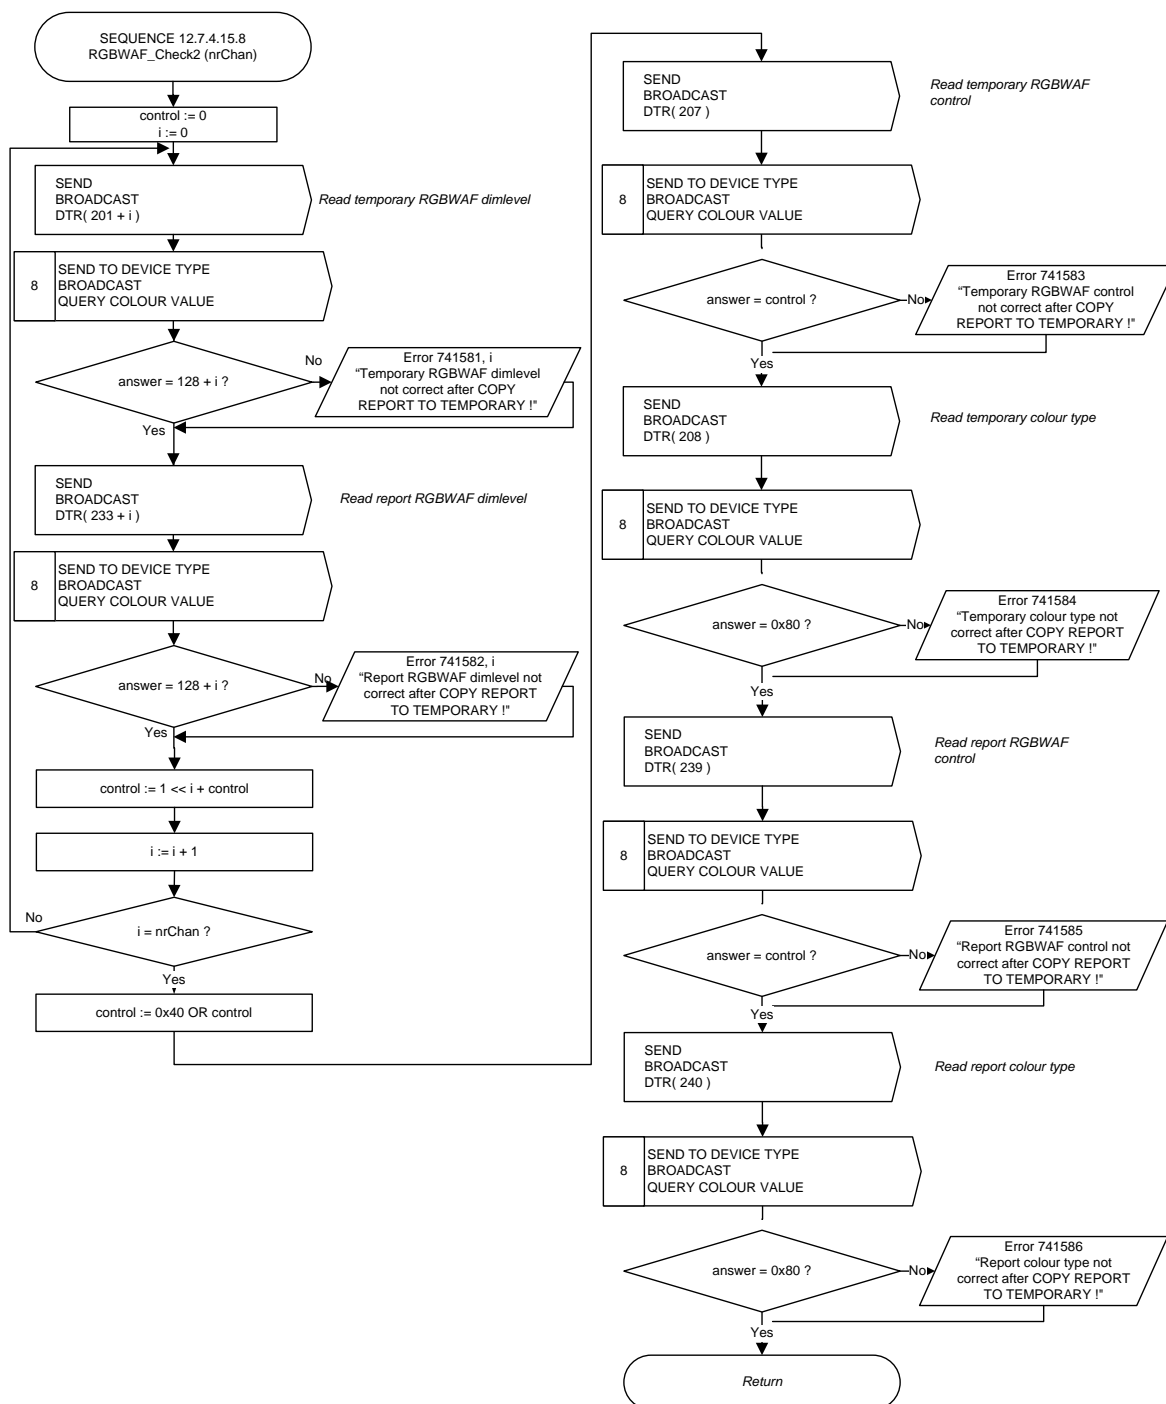 SEQUENCE 12.7.4.15.8
RGBWAF_Check2 (nrChan)
control := 0
i := 0
SEND
BROADCAST
DTR( 201 + i )
Read temporary RGBWAF dimlevel
8
SEND TO DEVICE TYPE
BROADCAST
QUERY COLOUR VALUE
answer = 128 + i ?
No
Error 741581, i
“Temporary RGBWAF dimlevel
not correct after COPY
REPORT TO TEMPORARY !"
Yes
SEND
BROADCAST
DTR( 233 + i )
Read report RGBWAF dimlevel
8
SEND TO DEVICE TYPE
BROADCAST
QUERY COLOUR VALUE
answer = 128 + i ?
No
Error 741582, i
“Report RGBWAF dimlevel not
correct after COPY REPORT
TO TEMPORARY !"
Yes
control := 1 << i + control
i := i + 1
No
i = nrChan ?
Yes
control := 0x40 OR control
SEND
BROADCAST
DTR( 207 )
Read temporary RGBWAF
control
8
SEND TO DEVICE TYPE
BROADCAST
QUERY COLOUR VALUE
answer = control ?
No
Error 741583
“Temporary RGBWAF control
not correct after COPY
REPORT TO TEMPORARY !"
Yes
SEND
BROADCAST
DTR( 208 )
Read temporary colour type
8
SEND TO DEVICE TYPE
BROADCAST
QUERY COLOUR VALUE
answer = 0x80 ?
No
Error 741584
“Temporary colour type not
correct after COPY REPORT
TO TEMPORARY !"
Yes
SEND
BROADCAST
DTR( 239 )
Read report RGBWAF
control
8
SEND TO DEVICE TYPE
BROADCAST
QUERY COLOUR VALUE
answer = control ?
No
Error 741585
“Report RGBWAF control not
correct after COPY REPORT
TO TEMPORARY !"
Yes
SEND
BROADCAST
DTR( 240 )
Read report colour type
8
SEND TO DEVICE TYPE
BROADCAST
QUERY COLOUR VALUE
answer = 0x80 ?
No
Error 741586
“Report colour type not
correct after COPY REPORT
TO TEMPORARY !"
Yes
Return